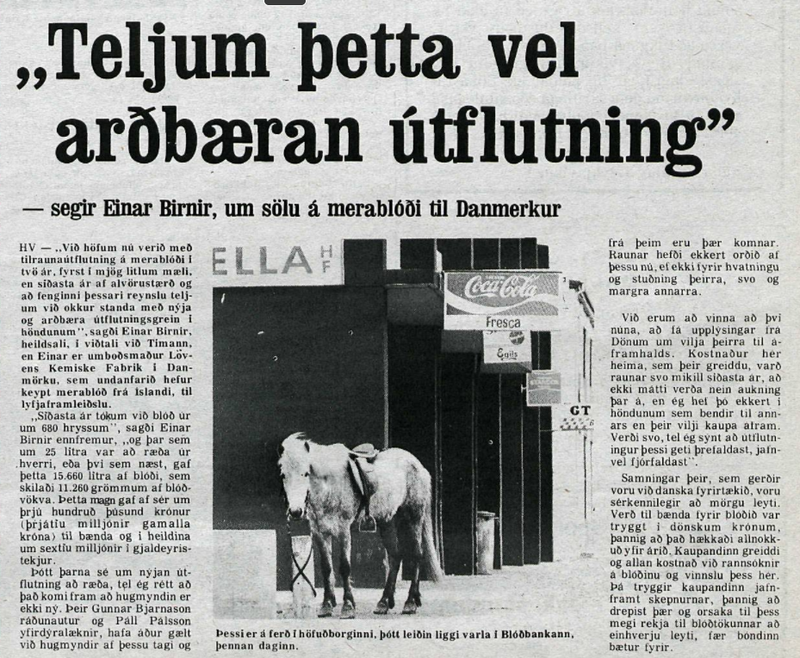 „Teljum þetta vel
arðbæran útflutning”
— segir Einar Birnir, um sölu á merablóði til Danmerkur
HV — „Við höfum nú verið með
tilraunaútflutning á merablóði í
tvö ár, fyrst í mjög litlum mæli,
en síðasta ár af alvörustærð og
að fenginni þessari reynslu telj-
um við okkur standa með nýja
og arðbæra útflutningsgrein í
höndunum”, sagði Einar Birnir,
heildsali, í viðtali við Tímann,
en Einar er umboðsmaður Löv-
ens Kemiske Fabrik í Dan-
mörku, sem undanfarið hefur
keypt merablóð frá Íslandi, til
lyfjaframleiðslu.
„Síðasta ár tókum við blóð úr
um 680 hryssum”, sagði Einar
Birnir ennfremur, „og þar sem
um 25 lítra var að ræða úr
hverri, eða því sem næst, gaf
þetta 15.660 lítra af blóði, sem
skilaði 11.260 grömmum af blóð-
vökva. Þetta magn gaf af sér um
þrjú hundruð þúsund krónur
(þrjátíu milljónir gamalla
króna) til bænda og í heildina
um sextíu milljónir í gjaldeyris-
tekjur.
Þótt þarna sé um nýjan út-
flutning að ræða, tel ég rétt að
það komi fram að hugmyndin er
ekki ný. Þeir Gunnar Bjarnason
ráðunautur og Páll Pálsson
yfirdýralæknir, hafa áður gælt
við hugmyndir af þessu tagi og
ELLA HF
Coca-Cola
Fresca
GT
Þessi er á ferð í höfuðborginni, þótt leiðin liggi varla í Blóðbankann,
þennan daginn.
frá þeim eru þær komnar.
Raunar hefði ekkert orðið af
þessu nú, ef ekki fyrir hvatningu
og stuðning þeirra, svo og
margra annarra.
Við erum að vinna að því
núna, að fá upplýsingar frá
Dönum um vilja þeirra til á-
framhalds. Kostnaður hér
heima, sem þeir greiddu, varð
raunar svo mikill síðasta ár, að
ekki mátti verða nein aukning
þar á, en ég hef þó ekkert í
höndunum sem bendir til ann-
ars en þeir vilji kaupa áfram.
Verði svo, tel ég sýnt að útflutn-
ingur þessi geti þrefaldast, jafn-
vel fjórfaldast”.
Samningar þeir, sem gerðir
voru við danska fyrirtækið, voru
sérkennilegir að mörgu leyti.
Verð til bænda fyrir blóðið var
tryggt í dönskum krónum,
þannig að það hækkaði allnokk-
uð yfir árið. Kaupandinn greiddi
og allan kostnað við rannsóknir
á blóðinu og vinnslu þess hér.
Þá tryggir kaupandinn jafn-
framt skepnurnar, þannig að
drepist þær og orsaka til þess
megi rekja til blóðtökunnar að
einhverju leyti, fær bóndinn
bætur fyrir.